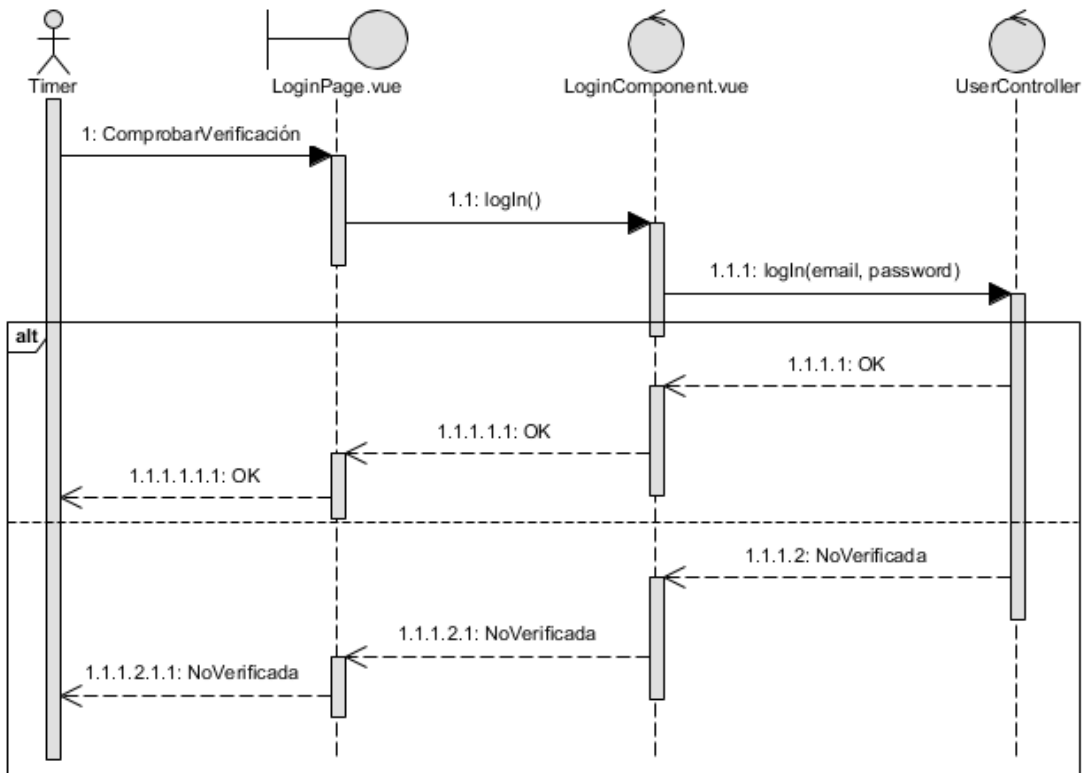 Timer
LoginPage.vue
LoginComponent.vue
UserController
1: ComprobarVerificación
1.1: logIn()
1.1.1: logIn(email, password)
alt
1.1.1.1: OK
1.1.1.1.1: OK
1.1.1.1.1.1: OK
1.1.1.2: NoVerificada
1.1.1.2.1: NoVerificada
1.1.1.2.1.1: NoVerificada